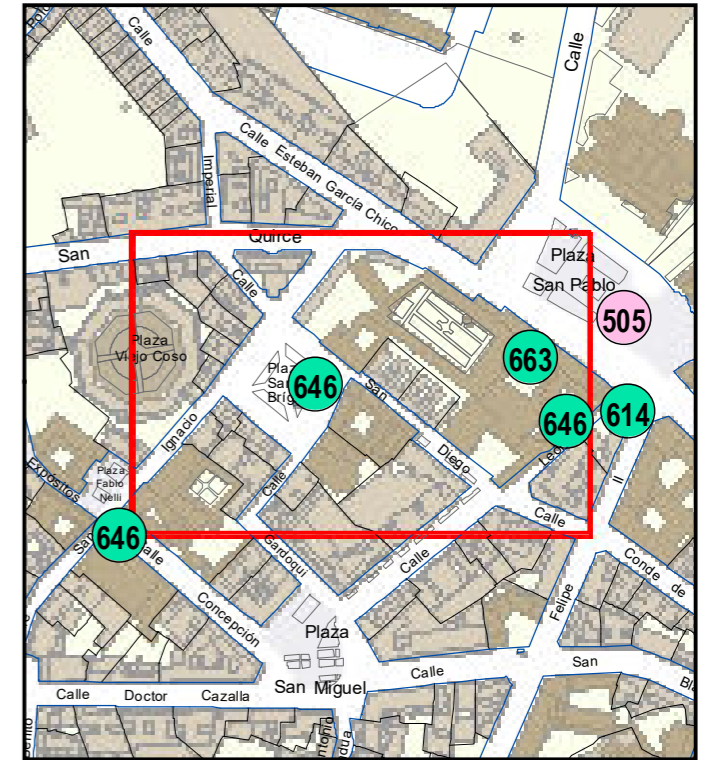 Calle
Calle
Calle Esteban García Chico
Imperial
San
Quirce
Calle
Plaza
San Pablo
505
Plaza
Viejo Coso
663
646
San
646
614
Ignacio
Diego
II
Expósitos
Plaza
Fabio
Nelli
Calle
Calle
646
San
Calle
Gardoqui
Calle
Conde de
Concepción
Felipe
Plaza
San Miguel
Calle
San
Calle Doctor Cazalla